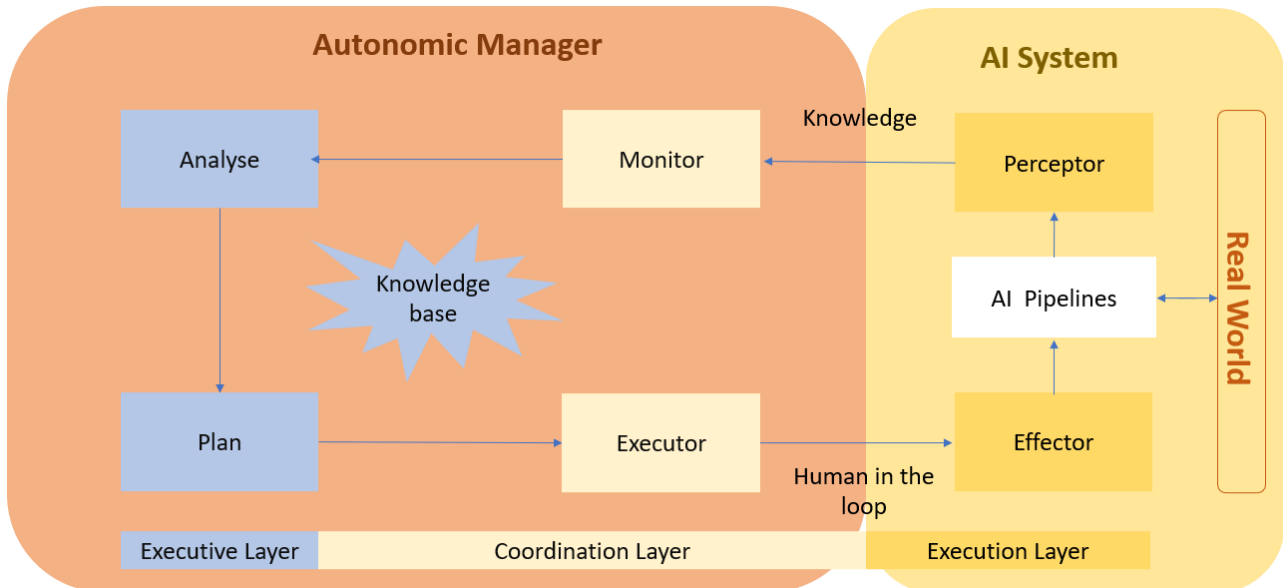 Autonomic Manager
AI System
Knowledge
Analyse
Monitor
Perceptor
Knowledge
base
AI Pipelines
Real World
Plan
Executor
Effector
Human in the
loop
Executive Layer
Coordination Layer
Execution Layer